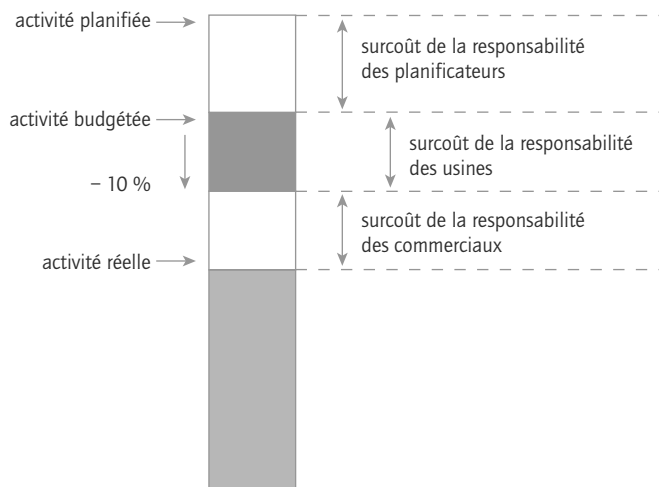 activité planifiée
surcoût de la responsabilité
des planificateurs
activité budgétée
surcoût de la responsabilité
des usines
– 10 %
surcoût de la responsabilité
des commerciaux
activité réelle